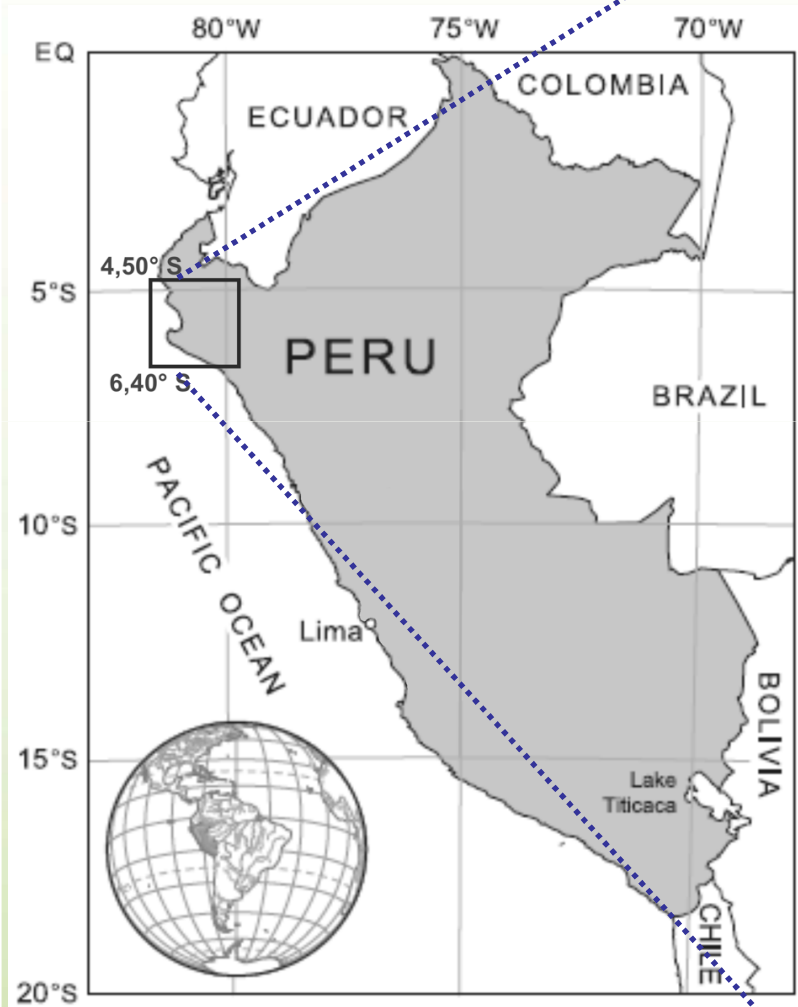 80°W 75°W 70°W
EQ
COLOMBIA
ECUADOR
4,50° S
5°S
PERU
6,40° S
BRAZIL
PACIFIC OCEAN
10°S
Lima
BOLIVIA
15°S
Lake
Titicaca
CHILE
20°S